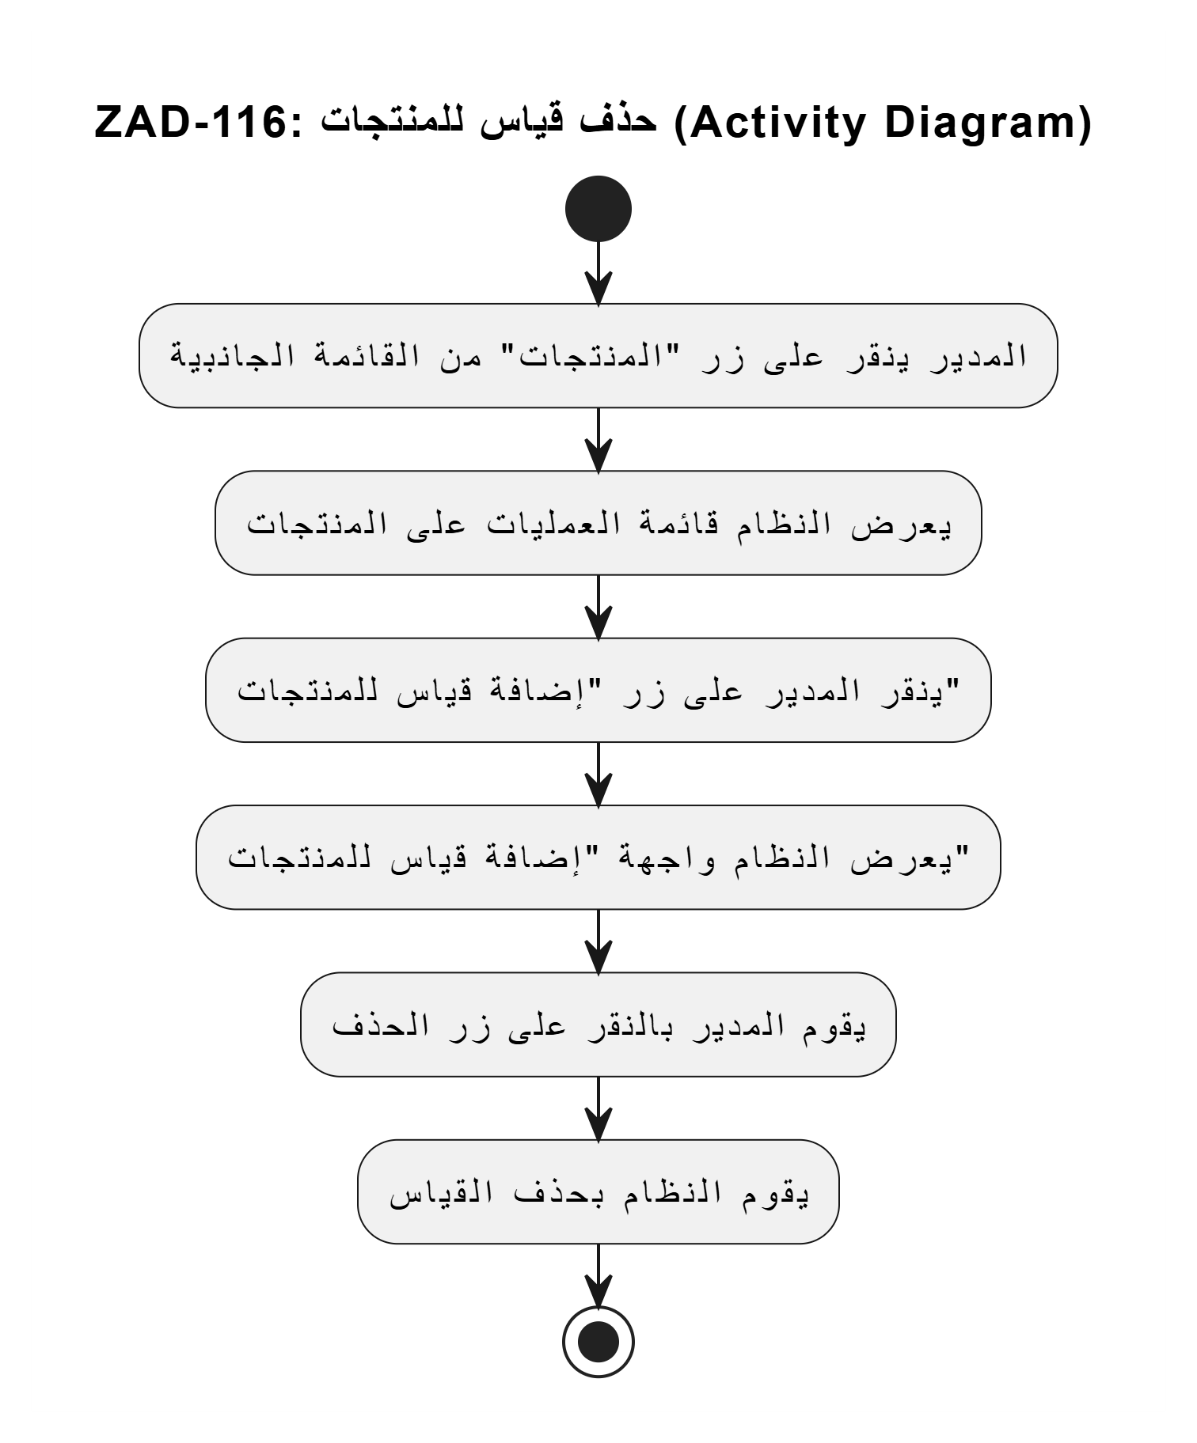 ZAD-116: حذف قياس للمنتجات (Activity Diagram)
المدير ينقر على زر "المنتجات" من القائمة الجانبية
يعرض النظام قائمة العمليات على المنتجات
ينقر المدير على زر "إضافة قياس للمنتجات"
يعرض النظام واجهة "إضافة قياس للمنتجات"
يقوم المدير بالنقر على زر الحذف
يقوم النظام بحذف القياس